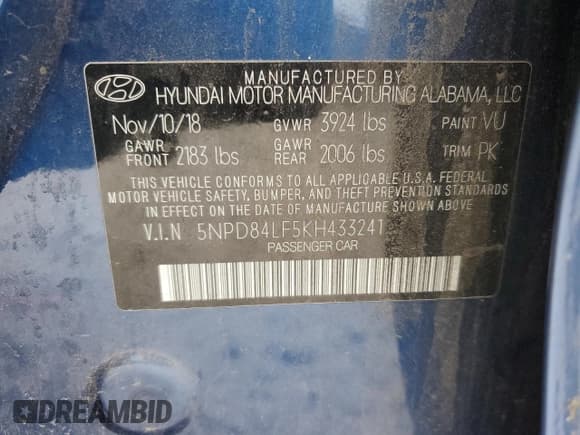 MANUFACTURED BY
HYUNDAI MOTOR MANUFACTURING ALABAMA, LLC
Nov/10/18 GVWR 3924 lbs PAINT VU
GAWR FRONT 2183 lbs GAWR REAR 2006 lbs TRIM PK
THIS VEHICLE CONFORMS TO ALL APPLICABLE U.S.A. FEDERAL
MOTOR VEHICLE SAFETY, BUMPER, AND THEFT PREVENTION STANDARDS
IN EFFECT ON THE DATE OF MANUFACTURE SHOWN ABOVE.
V.I.N 5NPD84LF5KH433241
PASSENGER CAR
DREAMBID